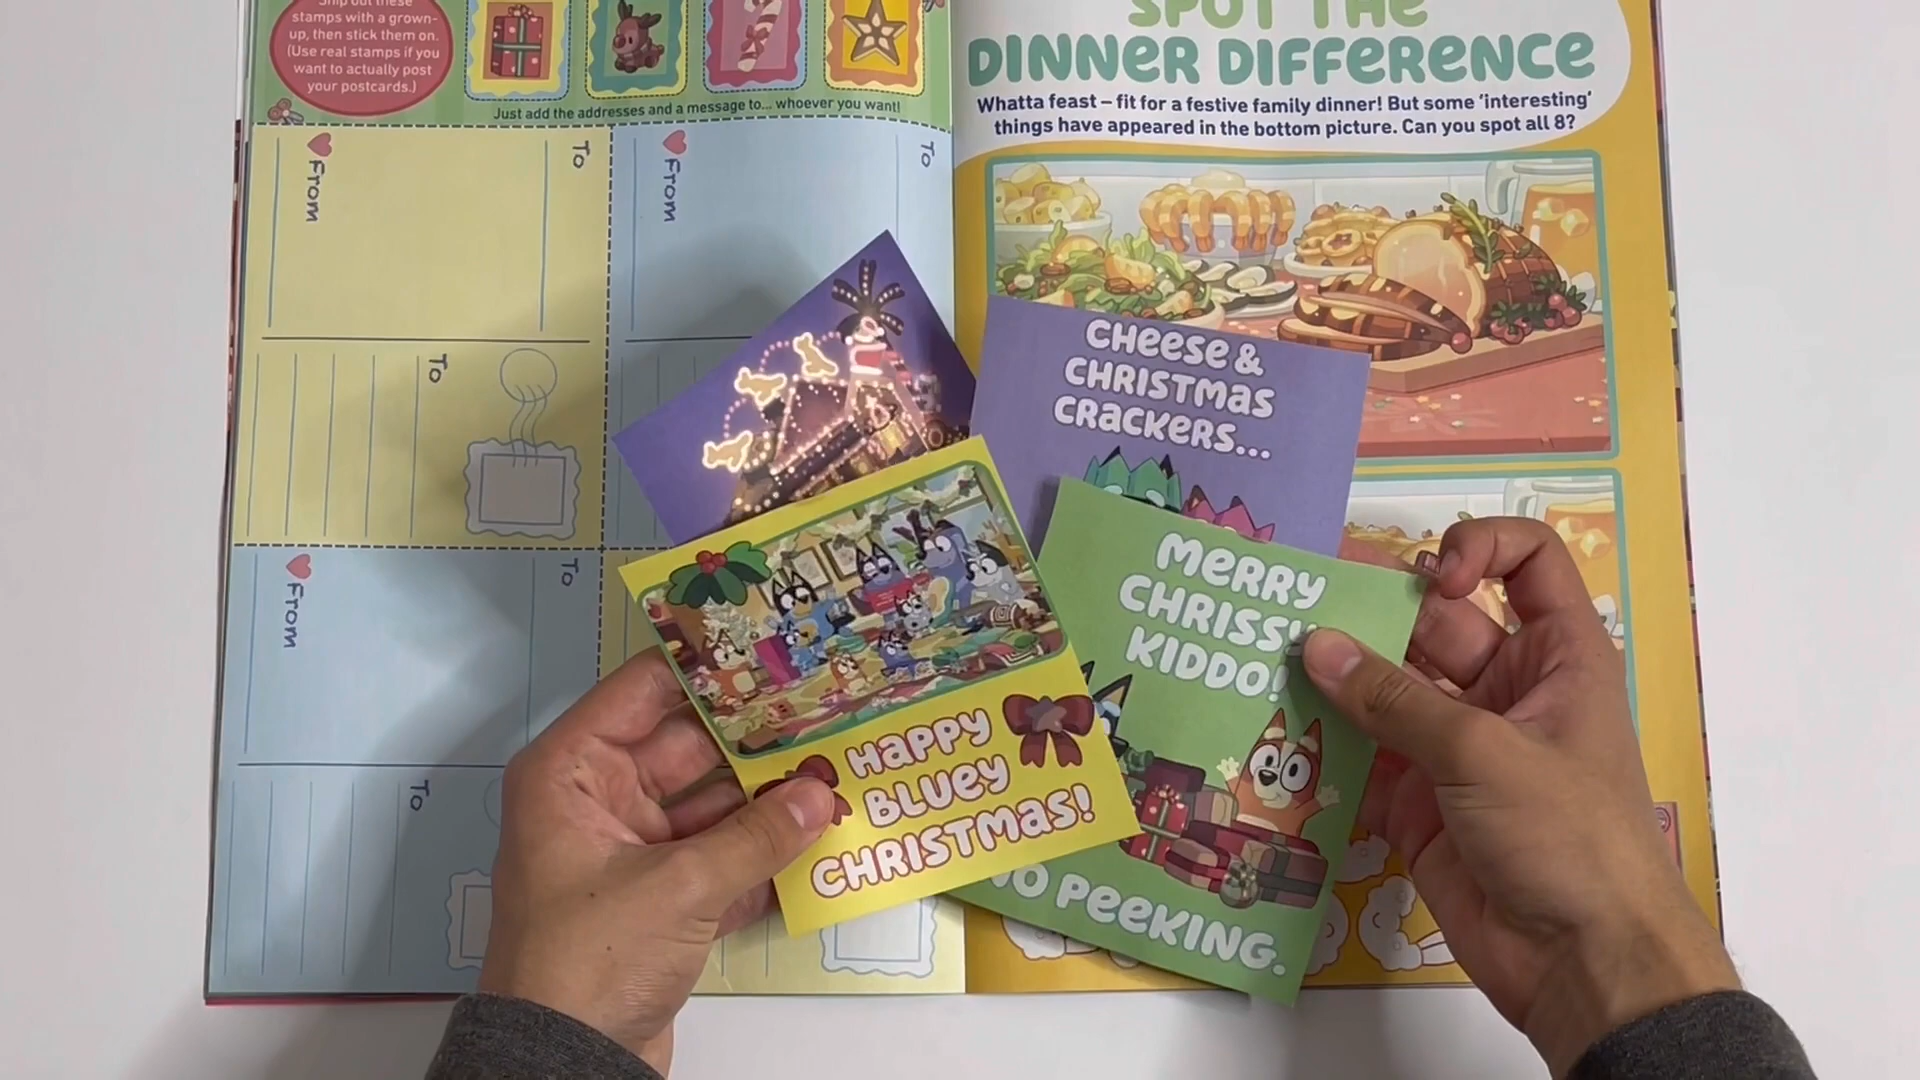 stamps with a grown-
up, then stick them on.
(Use real stamps if you
want to actually post
your postcards.)
Just add the addresses and a message to... whoever you want!
SPOT THE
DINNER DIFFERENCE
Whatta feast – fit for a festive family dinner! But some ‘interesting’
things have appeared in the bottom picture. Can you spot all 8?
From
To
From
To
To
From
To
To
CHEESE &
CHRISTMAS
CRACKERS...
MERRY
CHRISSY
KIDDO!
NO PEEKING.
HAPPY
BLUEY
CHRISTMAS!